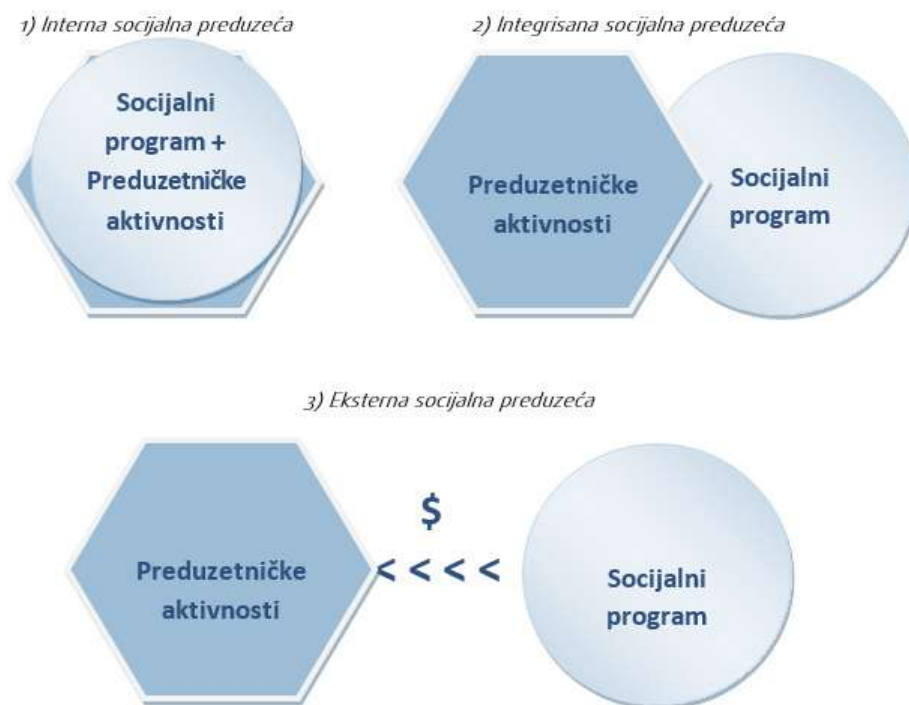 1) Interna socijalna preduzeća
Socijalni
program +
Preduzetničke
aktivnosti
2) Integrisana socijalna preduzeća
Preduzetničke
aktivnosti
Socijalni
program
3) Eksterna socijalna preduzeća
Preduzetničke
aktivnosti
$
< < < <
Socijalni
program